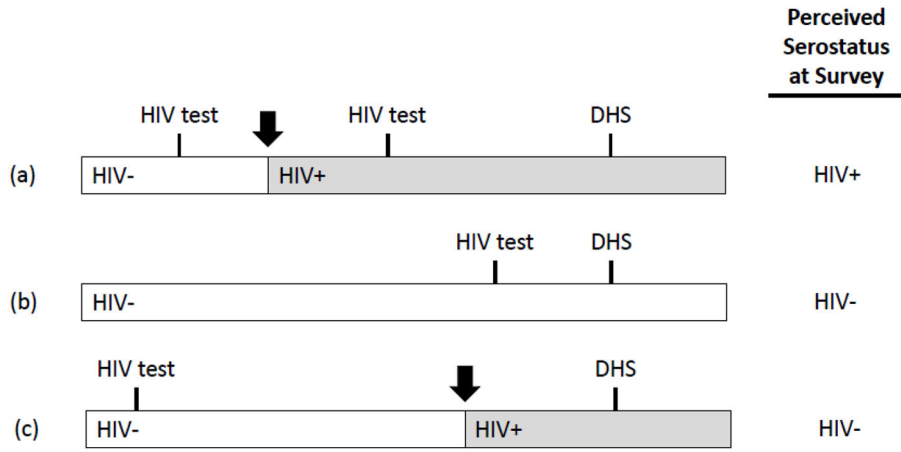 Perceived
Serostatus
at Survey
HIV test HIV test DHS
(a) HIV- HIV+ HIV+
HIV test DHS
(b) HIV- HIV-
HIV test DHS
(c) HIV- HIV+ HIV-